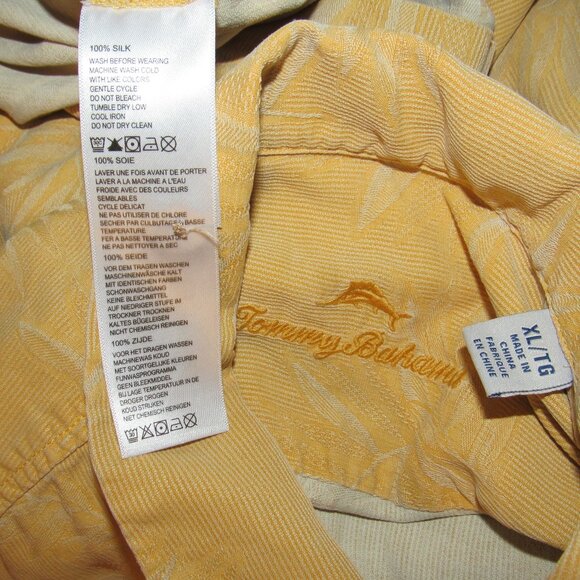 100% SILK
WASH BEFORE WEARING
MACHINE WASH COLD
WITH LIKE COLORS
GENTLE CYCLE
DO NOT BLEACH
TUMBLE DRY LOW
COOL IRON
DO NOT DRY CLEAN
100% SOIE
LAVER UNE FOIS AVANT DE PORTER
LAVER A LA MACHINE A L'EAU
FROIDE AVEC DES COULEURS
SEMBLABLES
CYCLE DELICAT
NE PAS UTILISER DE CHLORE
SECHER PAR CULBUTAGE BASSE
TEMPERATURE
FER A BASSE TEMPERATURE
NE PAS NETTOYER A SEC
100% SEIDE
VOR DEM TRAGEN WASCHEN
MASCHINENWÄSCHE KALT
MIT IDENTISCHEN FARBEN
SCHONWASCHGANG
KEINE BLEICHMITTEL
AUF NIEDRIGER STUFE IM
TROCKNER TROCKNEN
KALTES BÜGELEISEN
NICHT CHEMISCH REINIGEN
100% ZIJDE
VOOR HET DRAGEN WASSEN
MACHINEWAS KOUD
MET SOORTGELIJKE KLEUREN
FIJNWASPROGRAMMA
GEEN BLEEKMIDDEL
BIJ LAGE TEMPERATUUR IN DE
DROGER DROGEN
KOUD STRIJKEN
NIET CHEMISCH REINIGEN
Tommy Bahama
XL/TG
MADE IN
CHINA
FABRIQUÉ
EN CHINE